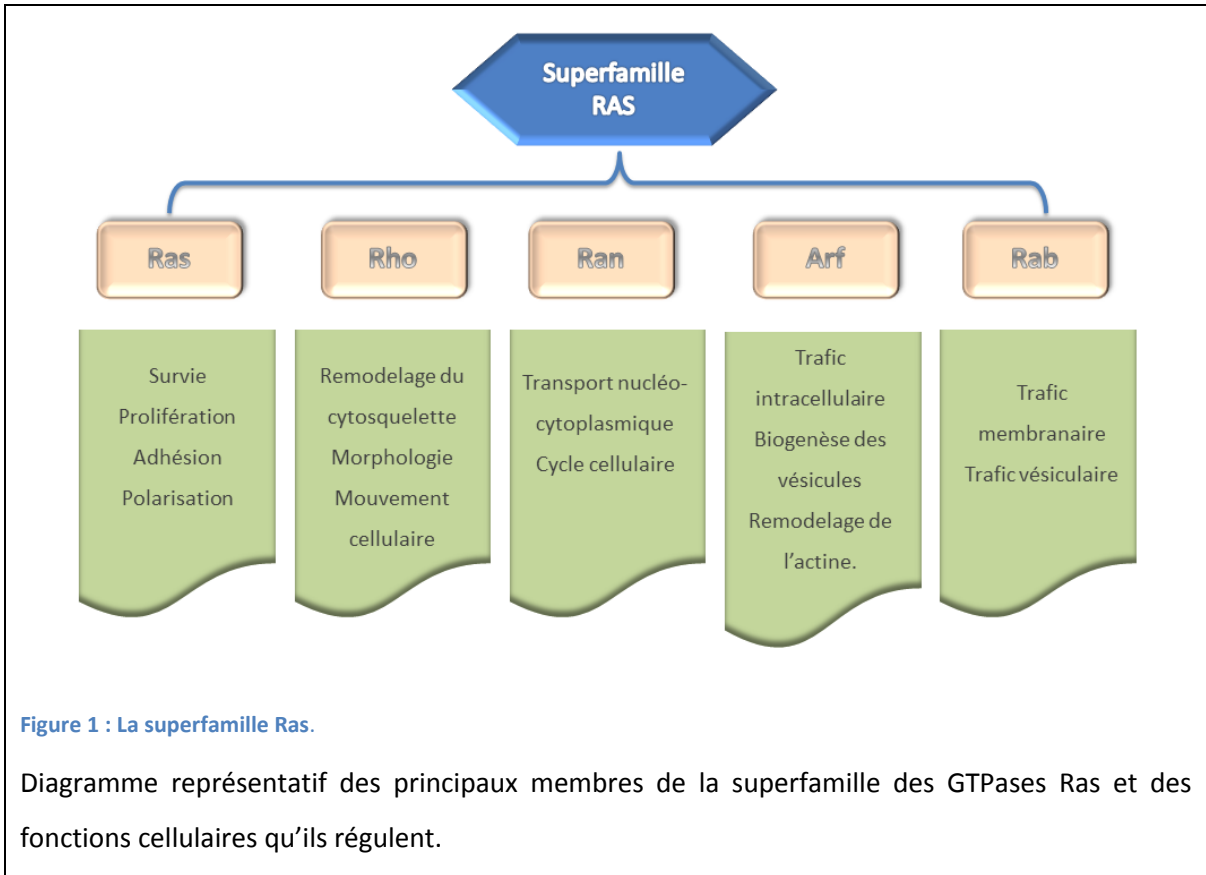 Superfamille
RAS
Ras
Rho
Ran
Arf
Rab
Survie
Prolifération
Adhésion
Polarisation
Remodelage du
cytosquelette
Morphologie
Mouvement
cellulaire
Transport nucléo-
cytoplasmique
Cycle cellulaire
Trafic
intracellulaire
Biogenèse des
vésicules
Remodelage de
l'actine.
Trafic
membranaire
Trafic vésiculaire
Figure 1 : La superfamille Ras.
Diagramme représentatif des principaux membres de la superfamille des GTPases Ras et des
fonctions cellulaires qu'ils régulent.